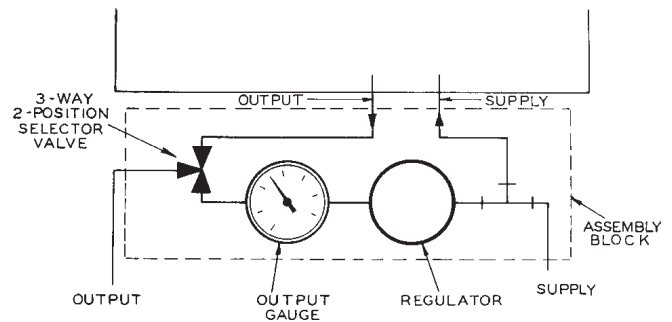 OUTPUT
SUPPLY
3-WAY
2-POSITION
SELECTOR
VALVE
ASSEMBLY
BLOCK
OUTPUT
OUTPUT
GAUGE
REGULATOR
SUPPLY